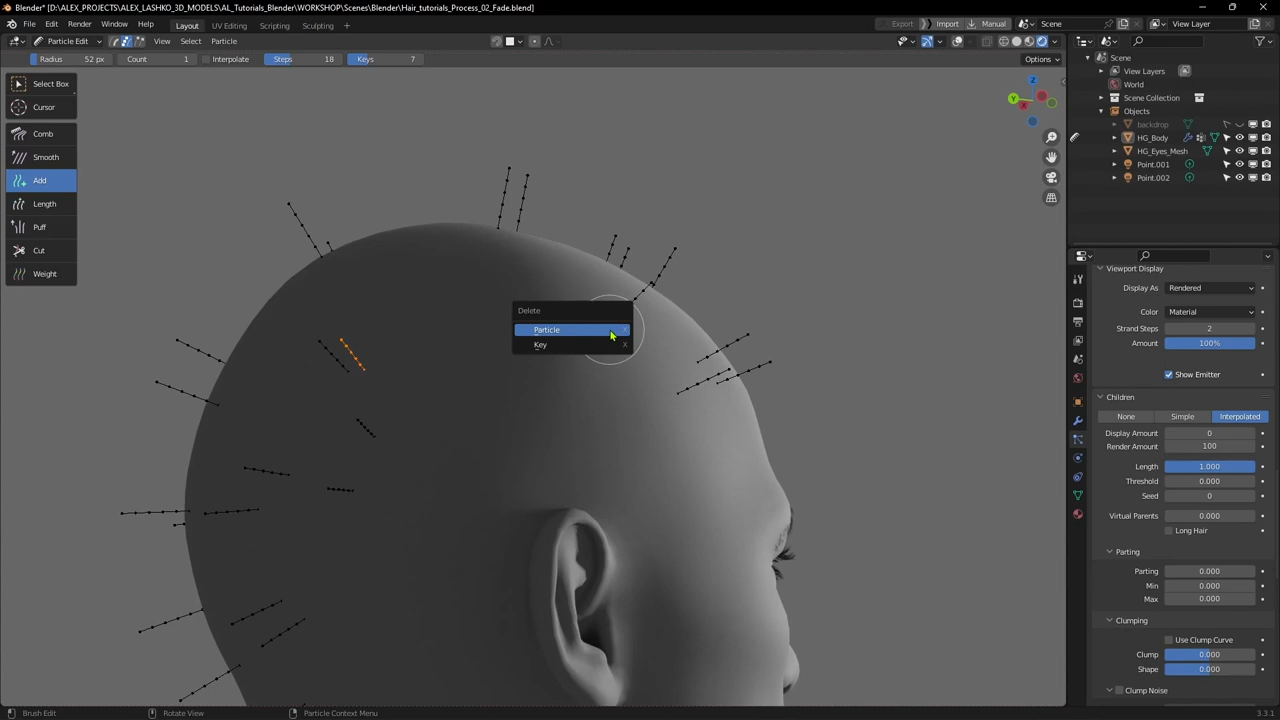 Blender* [D:\ALEX_PROJECTS\ALEX_LASHKO_3D_MODELS\AL_Tutorials_Blender\WORKSHOP\Scenes\Blender\Hair_tutorials_Process_02_Fade.blend]
File Edit Render Window Help Layout UV Editing Scripting Sculpting Export Import Manual Scene View Layer
Particle Edit View Select Particle
Radius 52 px Count 1 Interpolate Steps 18 Keys 7 Options
Select Box
Cursor
Comb
Smooth
Add
Length
Puff
Cut
Weight
Z
Y
X
Delete
Particle X
Key X
Scene
View Layers
World
Scene Collection
Objects
backdrop
HG_Body
HG_Eyes_Mesh
Point.001
Point.002
Viewport Display
Display As Rendered
Color Material
Strand Steps 2
Amount 100%
Show Emitter
Children
None Simple Interpolated
Display Amount 0
Render Amount 100
Length 1.000
Threshold 0.000
Seed 0
Virtual Parents 0.000
Long Hair
Parting
Parting 0.000
Min 0.000
Max 0.000
Clumping
Use Clump Curve
Clump 0.000
Shape 0.000
Clump Noise
Brush Edit Rotate View Particle Context Menu 3.3.1